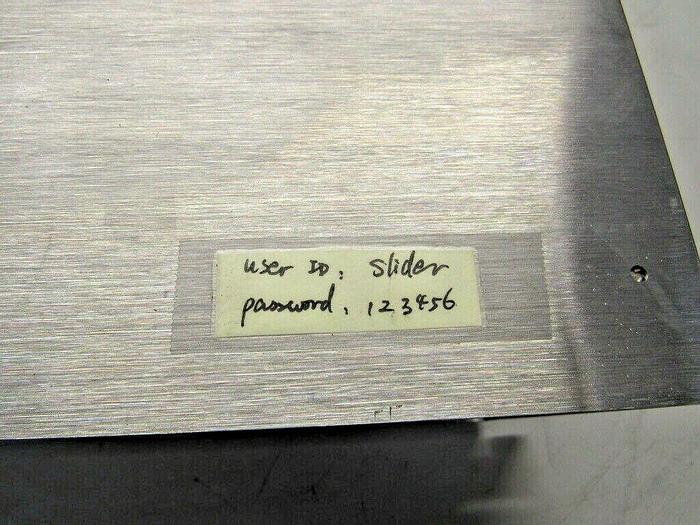 user ID: Slider
password. 123456